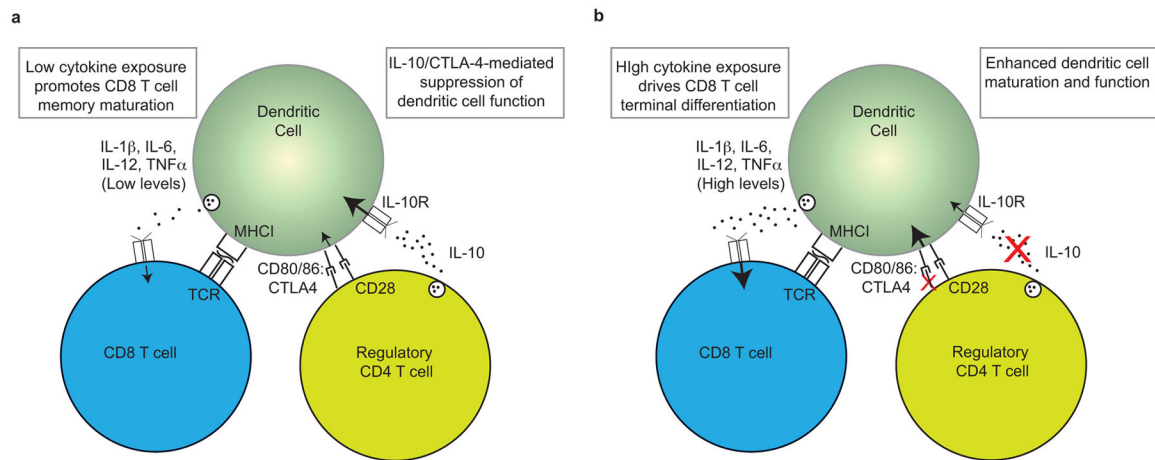 a
Low cytokine exposure
promotes CD8 T cell
memory maturation
IL-10/CTLA-4-mediated
suppression of
dendritic cell function
Dendritic
Cell
IL-1β, IL-6,
IL-12, TNFα
(Low levels)
IL-10R
MHCI
IL-10
CD80/86:
CTLA4
CD28
TCR
CD8 T cell
Regulatory
CD4 T cell
b
HIgh cytokine exposure
drives CD8 T cell
terminal differentiation
Enhanced dendritic cell
maturation and function
Dendritic
Cell
IL-1β, IL-6,
IL-12, TNFα
(High levels)
IL-10R
MHCI
IL-10
CD80/86:
CTLA4
CD28
TCR
CD8 T cell
Regulatory
CD4 T cell